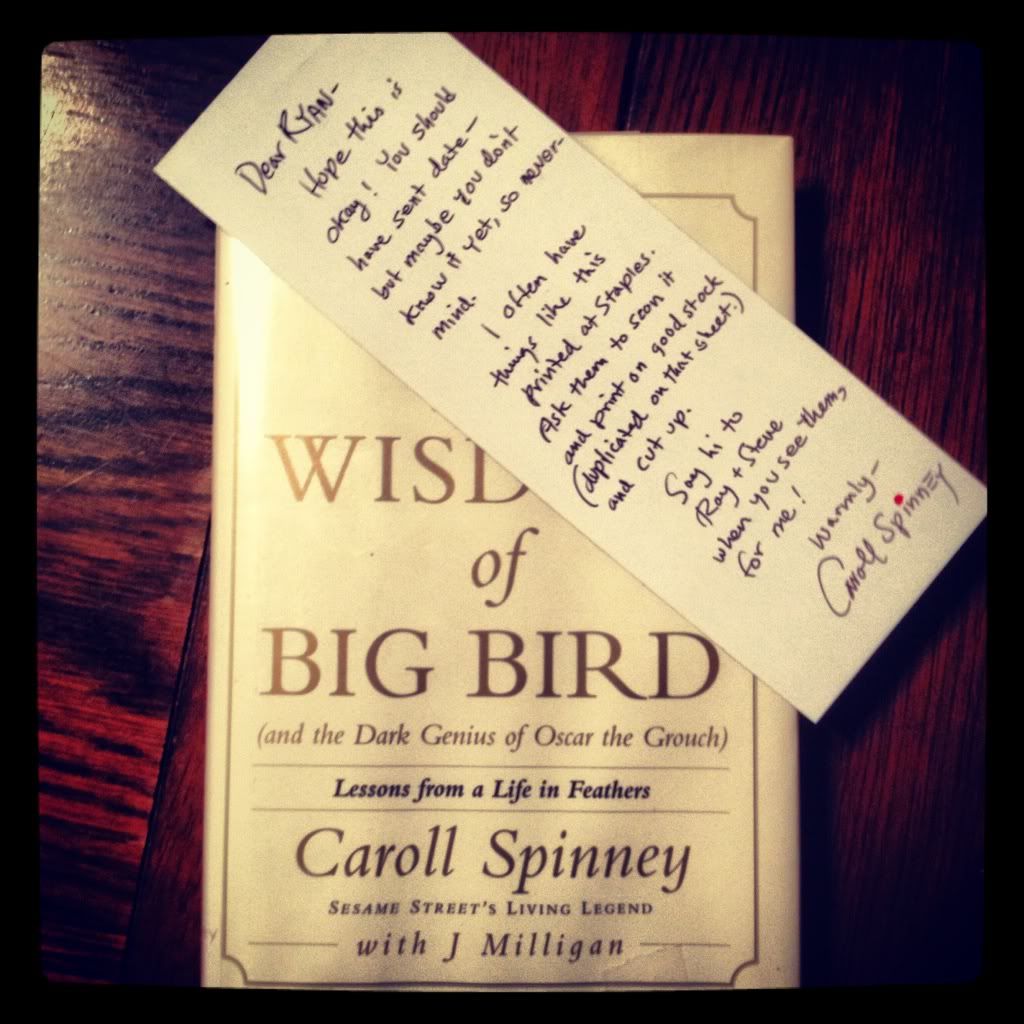 Dear RYAN-
Hope this is
okay! You should
have sent date-
but maybe you don't
know it yet, so never-
mind.
I often have
things like this
printed at Staples.
Ask them to scan it
and print on good stock
(duplicated on that sheet.)
and cut up.
Say hi to
Ray + Steve
when you see them,
for me!
Warmly-
Caroll Spinney
WISD
of
BIG BIRD
(and the Dark Genius of Oscar the Grouch)
Lessons from a Life in Feathers
Caroll Spinney
SESAME STREET'S LIVING LEGEND
with J Milligan